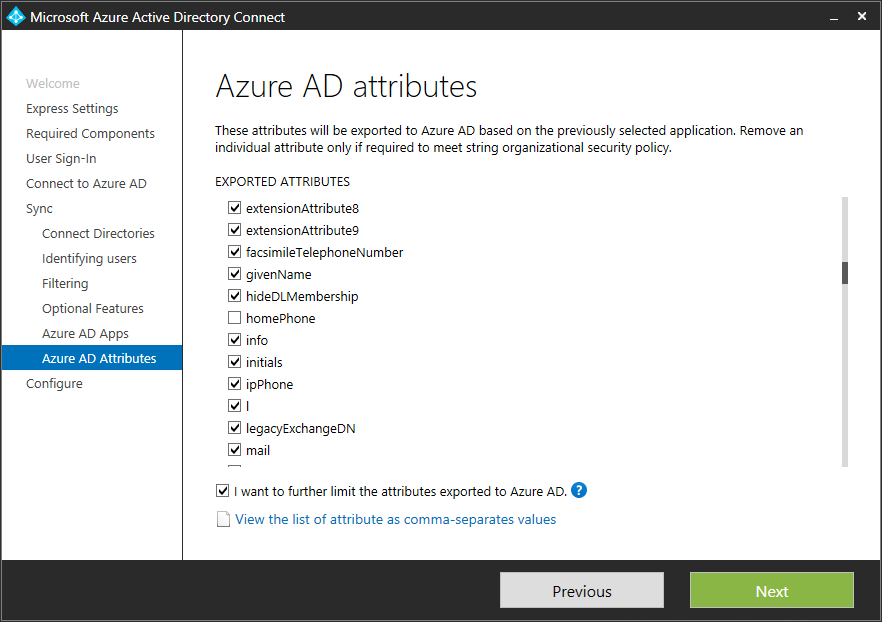 Microsoft Azure Active Directory Connect
Welcome
Express Settings
Required Components
User Sign-In
Connect to Azure AD
Sync
Connect Directories
Identifying users
Filtering
Optional Features
Azure AD Apps
Azure AD Attributes
Configure
Azure AD attributes
These attributes will be exported to Azure AD based on the previously selected application. Remove an
individual attribute only if required to meet string organizational security policy.
EXPORTED ATTRIBUTES
extensionAttribute8
extensionAttribute9
facsimileTelephoneNumber
givenName
hideDLMembership
homePhone
info
initials
ipPhone
l
legacyExchangeDN
mail
I want to further limit the attributes exported to Azure AD. ?
View the list of attribute as comma-separates values
Previous
Next